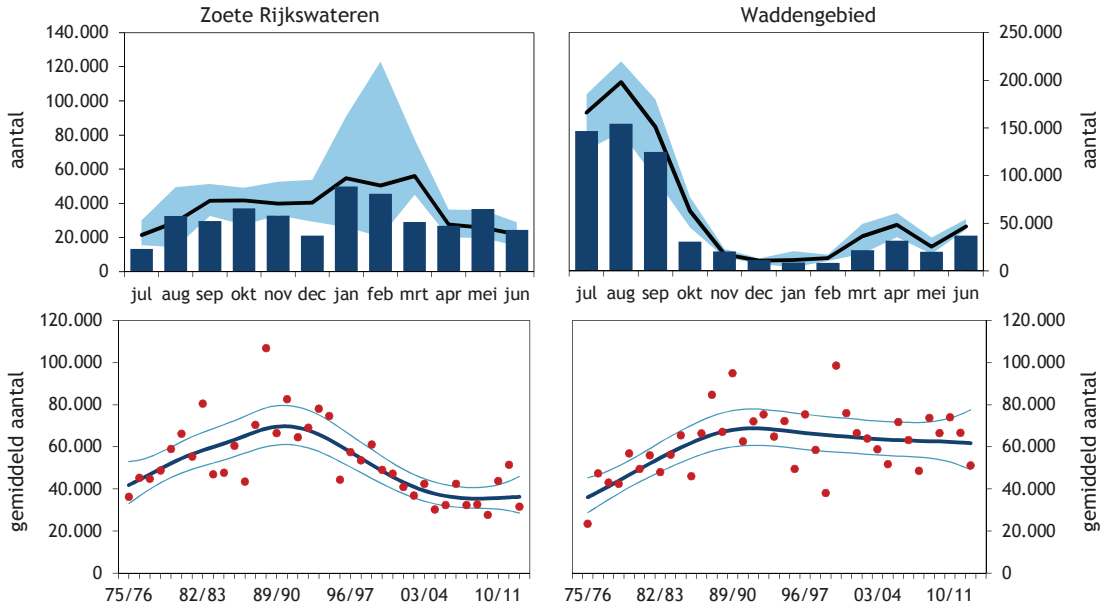 Zoete Rijkswateren
Waddengebied
aantal
140.000
120.000
100.000
80.000
60.000
40.000
20.000
0
jul aug sep okt nov dec jan feb mrt apr mei jun
250.000
200.000
150.000
100.000
50.000
0
aantal
jul aug sep okt nov dec jan feb mrt apr mei jun
gemiddeld aantal
120.000
100.000
80.000
60.000
40.000
20.000
0
75/76 82/83 89/90 96/97 03/04 10/11
120.000
100.000
80.000
60.000
40.000
20.000
0
gemiddeld aantal
75/76 82/83 89/90 96/97 03/04 10/11